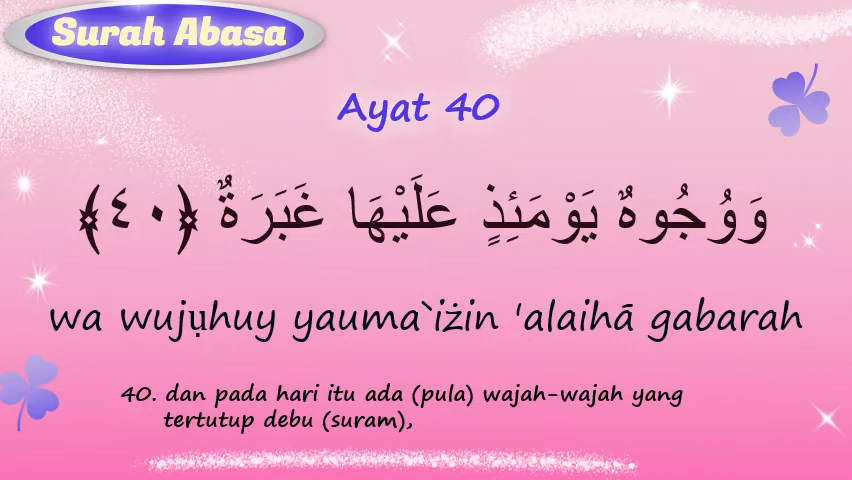 Surah Abasa
Ayat 40
وَوُجُوهٌ يَوْمَئِذٍ عَلَيْهَا غَبَرَةٌ ﴿٤٠﴾
wa wujụhuy yauma`iżin 'alaihā gabarah
40. dan pada hari itu ada (pula) wajah-wajah yang
tertutup debu (suram),